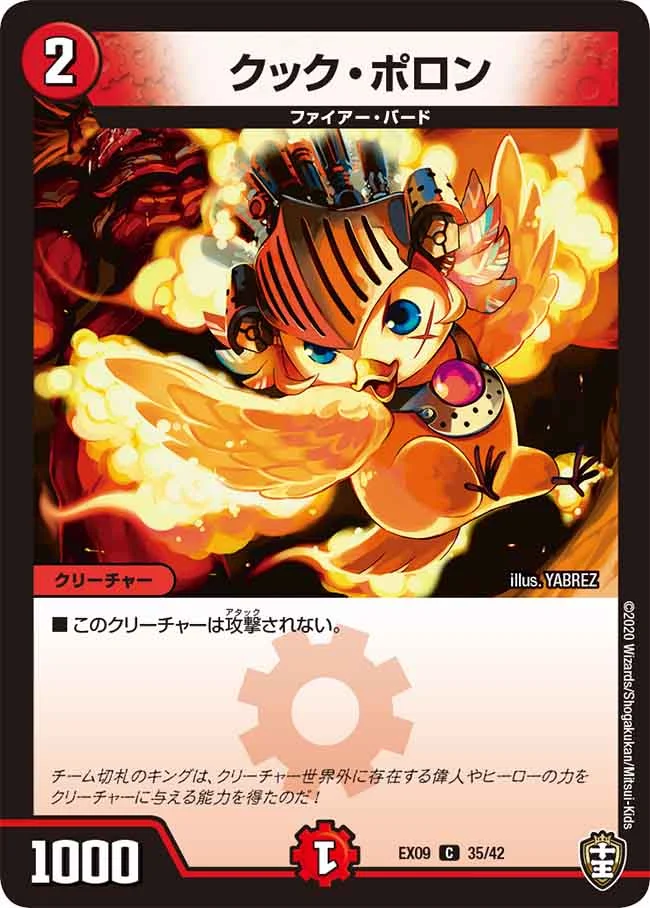 2
クック・ポロン
ファイアー・バード
クリーチャー
illus. YABREZ
■ このクリーチャーは攻撃されない。
アタック
チーム切札のキングは、クリーチャー世界外に存在する偉人やヒーローの力を
クリーチャーに与える能力を得たのだ！
©2020 Wizards/Shogakukan/Mitsui-Kids
1000
1
EX09 C 35/42
十王